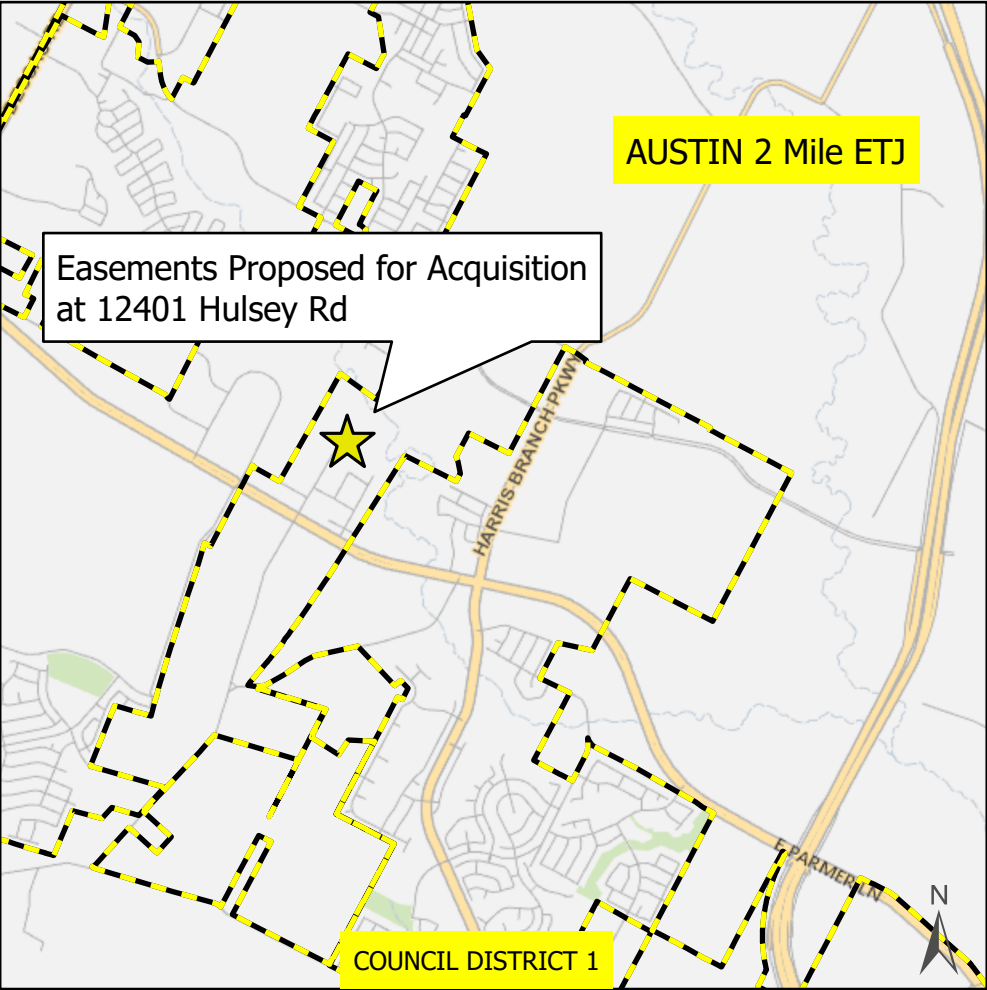 AUSTIN 2 Mile ETJ
Easements Proposed for Acquisition
at 12401 Hulsey Rd
HARRIS BRANCH PKWY
E PARMER LN
N
COUNCIL DISTRICT 1